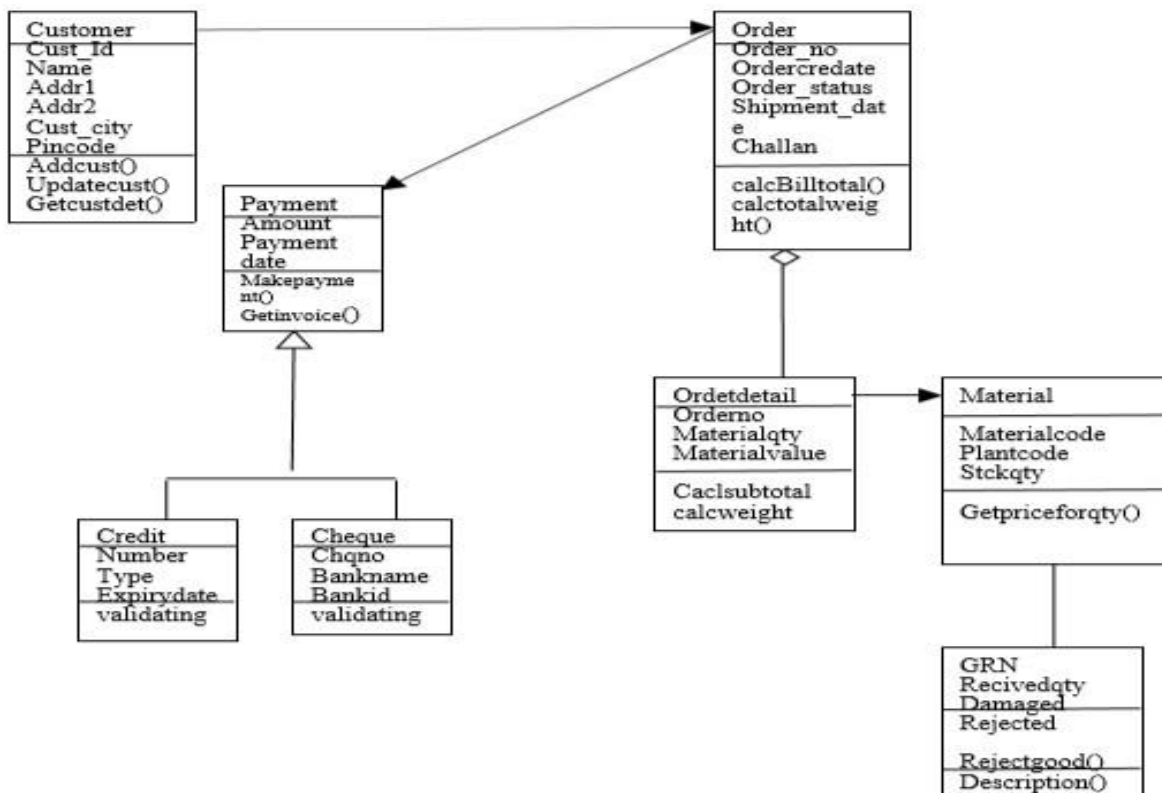 Customer
Cust_Id
Name
Addr1
Addr2
Cust_city
Pincode
Addcust()
Updatecust()
Getcustdet()
Order
Order_no
Ordercredate
Order_status
Shipment_dat
e
Challan
calcBilltotal()
calctotalweig
ht()
Payment
Amount
Payment
date
Makepayme
nt()
Getinvoice()
Ordetdetail
Orderno
Materialqty
Materialvalue
Caclsubtotal
calcweight
Material
Materialcode
Plantcode
Stckqty
Getpriceforqty()
Credit
Number
Type
Expirydate
validating
Cheque
Chqno
Bankname
Bankid
validating
GRN
Recivedqty
Damaged
Rejected
Rejectgood()
Description()